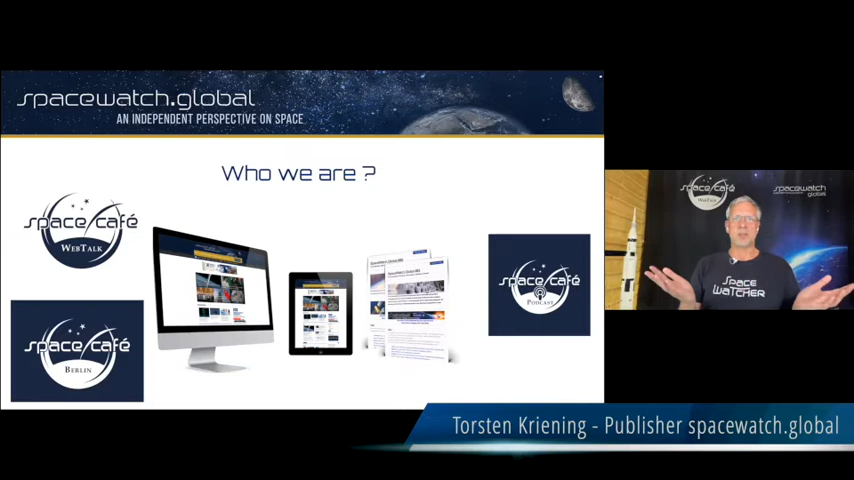 spacewatch.global
AN INDEPENDENT PERSPECTIVE ON SPACE
Who we are ?
space café
WEBTALK
space café
BERLIN
space café
PODCAST
space café
WebTalk
spacewatch
global
SPACE
WATCHER
Torsten Kriening - Publisher spacewatch.global